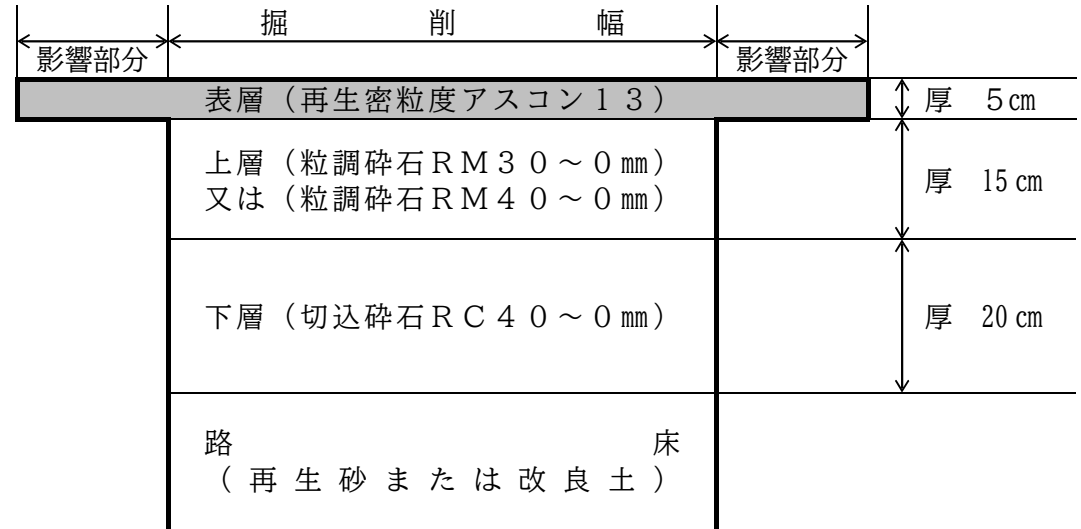 掘削幅
影響部分
影響部分
表層（再生密粒度アスコン１３）
厚 5㎝
上層（粒調砕石ＲＭ３０～０㎜）
又は（粒調砕石ＲＭ４０～０㎜）
厚 15㎝
下層（切込砕石ＲＣ４０～０㎜）
厚 20㎝
路床
（再生砂または改良土）